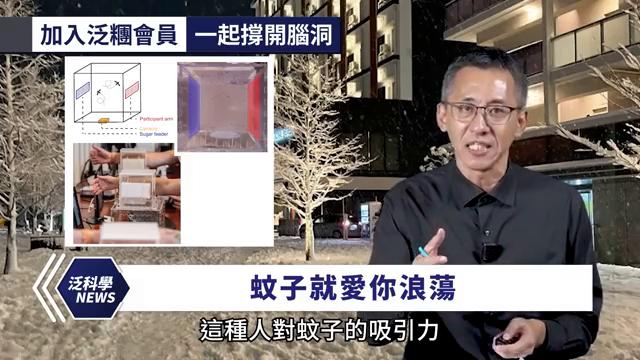 加入泛糰會員
一起撐開腦洞
Participant arm
Camera
Sugar feeder
泛科學
NEWS
蚊子就愛你浪蕩
這種人對蚊子的吸引力